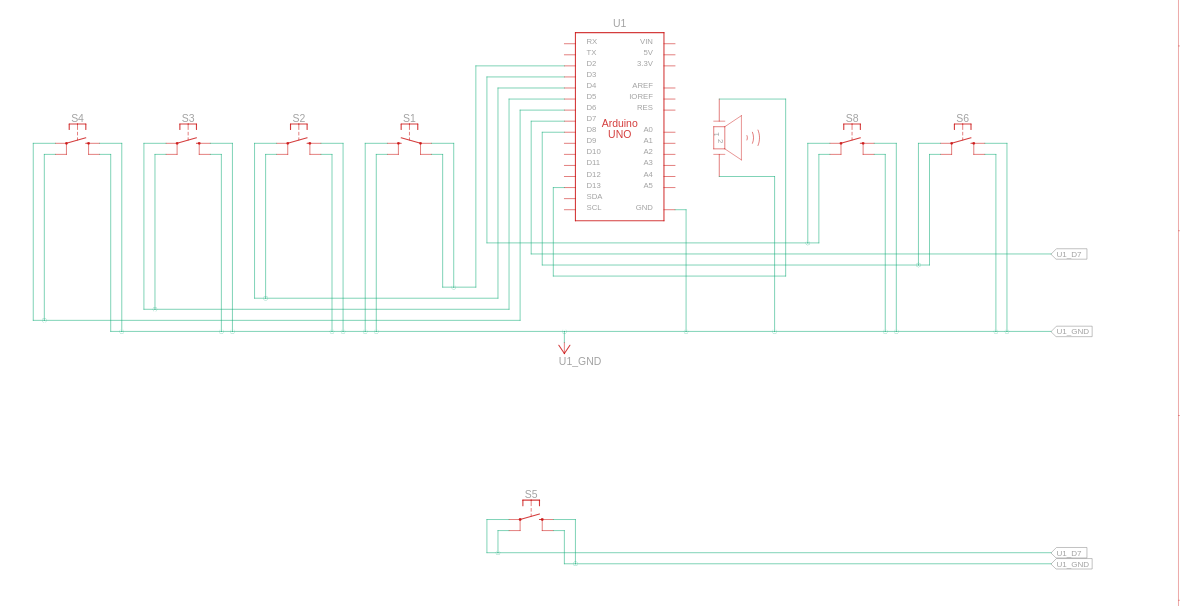 U1
RX
VIN
TX
5V
D2
3.3V
D3
D4
AREF
D5
IOREF
D6
RES
D7
D8
A0
D9
A1
D10
A2
D11
A3
D12
A4
D13
A5
SDA
SCL
GND
Arduino
UNO
S4
S3
S2
S1
1
2
S8
S6
U1_D7
U1_GND
U1_GND
S5
U1_D7
U1_GND